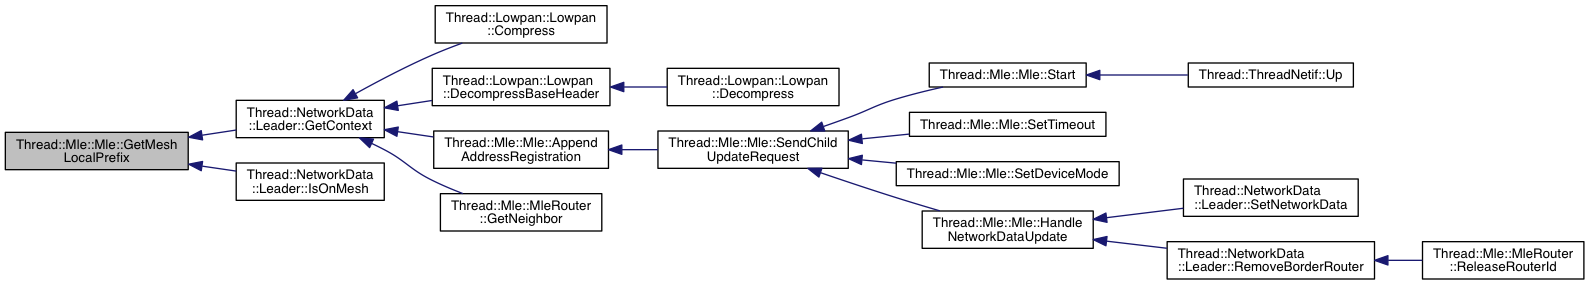 Thread::Mle::Mle::GetMesh
LocalPrefix
Thread::NetworkData
::Leader::GetContext
Thread::NetworkData
::Leader::IsOnMesh
Thread::Lowpan::Lowpan
::Compress
Thread::Lowpan::Lowpan
::DecompressBaseHeader
Thread::Mle::Mle::Append
AddressRegistration
Thread::Mle::MleRouter
::GetNeighbor
Thread::Lowpan::Lowpan
::Decompress
Thread::Mle::Mle::SendChild
UpdateRequest
Thread::Mle::Mle::Start
Thread::Mle::Mle::SetTimeout
Thread::Mle::Mle::SetDeviceMode
Thread::Mle::Mle::Handle
NetworkDataUpdate
Thread::ThreadNetif::Up
Thread::NetworkData
::Leader::SetNetworkData
Thread::NetworkData
::Leader::RemoveBorderRouter
Thread::Mle::MleRouter
::ReleaseRouterId